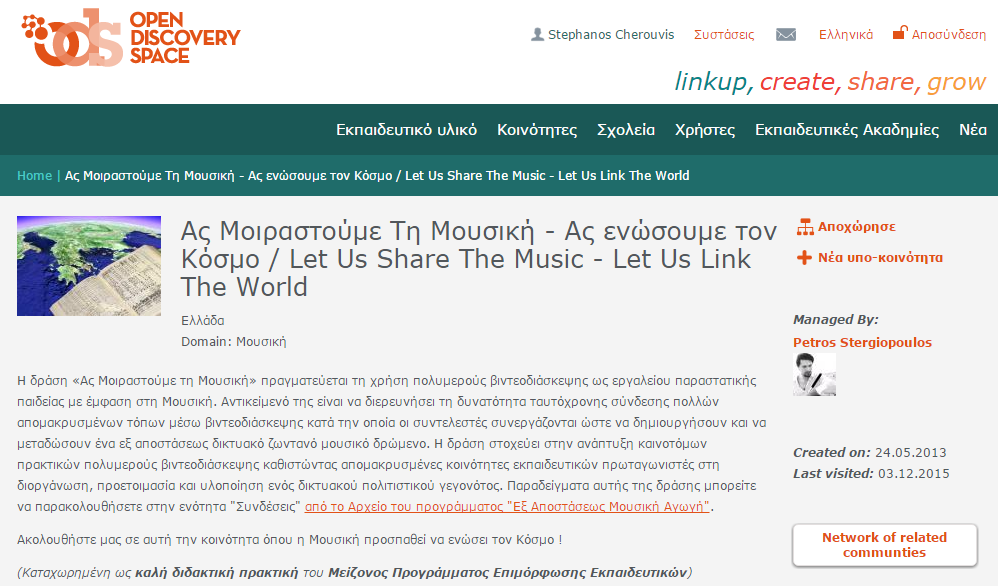 ods OPEN
DISCOVERY
SPACE
Stephanos Cherouvis Συστάσεις Ελληνικά Αποσύνδεση
linkup, create, share, grow
Εκπαιδευτικό υλικό Κοινότητες Σχολεία Χρήστες Εκπαιδευτικές Ακαδημίες Νέα
Home | Ας Μοιραστούμε Τη Μουσική - Ας ενώσουμε τον Κόσμο / Let Us Share The Music - Let Us Link The World
Ας Μοιραστούμε Τη Μουσική - Ας ενώσουμε τον
Κόσμο / Let Us Share The Music - Let Us Link
The World
Ελλάδα
Domain: Μουσική
Η δράση «Ας Μοιραστούμε τη Μουσική» πραγματεύεται τη χρήση πολυμερούς βιντεοδιάσκεψης ως εργαλείου παραστατικής
παιδείας με έμφαση στη Μουσική. Αντικείμενό της είναι να διερευνήσει τη δυνατότητα ταυτόχρονης σύνδεσης πολλών
απομακρυσμένων τόπων μέσω βιντεοδιάσκεψης κατά την οποία οι συντελεστές συνεργάζονται ώστε να δημιουργήσουν και να
μεταδώσουν ένα εξ αποστάσεως δικτυακό ζωντανό μουσικό δρώμενο. Η δράση στοχεύει στην ανάπτυξη καινοτόμων
πρακτικών πολυμερούς βιντεοδιάσκεψης καθιστώντας απομακρυσμένες κοινότητες εκπαιδευτικών πρωταγωνιστές στη
διοργάνωση, προετοιμασία και υλοποίηση ενός δικτυακού πολιτιστικού γεγονότος. Παραδείγματα αυτής της δράσης μπορείτε
να παρακολουθήσετε στην ενότητα "Συνδέσεις" από το Αρχείο του προγράμματος "Εξ Αποστάσεως Μουσική Αγωγή".
Ακολουθήστε μας σε αυτή την κοινότητα όπου η Μουσική προσπαθεί να ενώσει τον Κόσμο !
(Καταχωρημένη ως καλή διδακτική πρακτική του Μείζονος Προγράμματος Επιμόρφωσης Εκπαιδευτικών)
Αποχώρησε
Νέα υπο-κοινότητα
Managed By:
Petros Stergiopoulos
Created on: 24.05.2013
Last visited: 03.12.2015
Network of related
communties